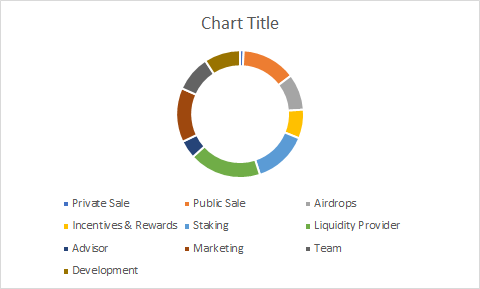 Chart Title
Private Sale Public Sale Airdrops
Incentives & Rewards Staking Liquidity Provider
Advisor Marketing Team
Development